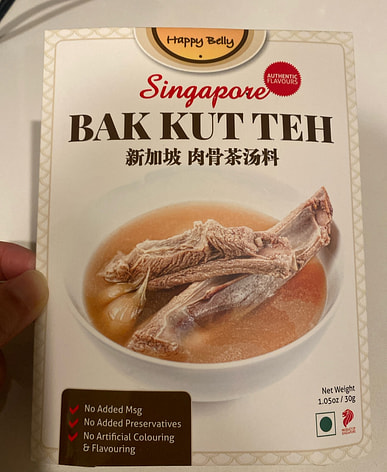 Happy Belly
AUTHENTIC
FLAVOURS
Singapore
BAK KUT TEH
新加坡 肉骨茶汤料
Net Weight
1.05oz / 30g
No Added Msg
No Added Preservatives
No Artificial Colouring
& Flavouring